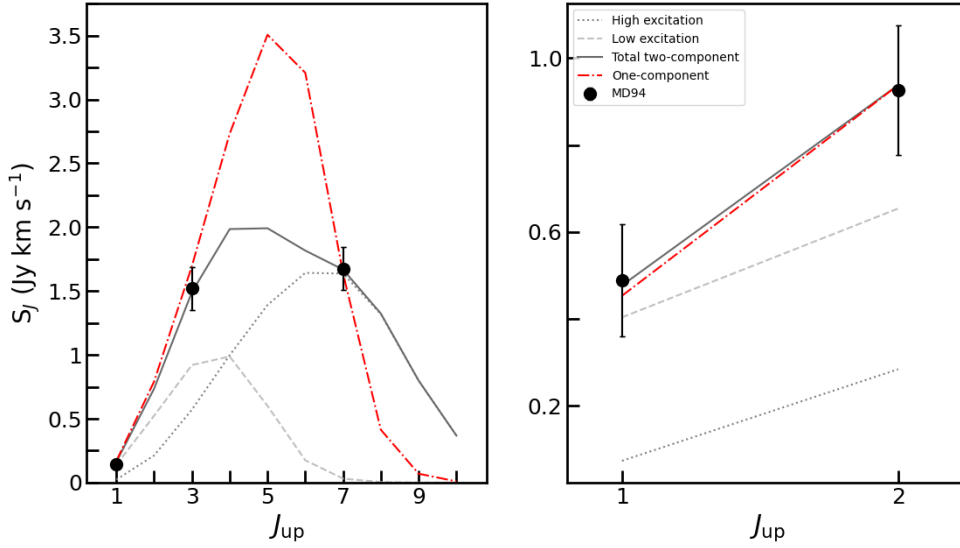 S_J (Jy km s⁻¹)
3.5
3.0
2.5
2.0
1.5
1
0.5
0
1 3 5 7 9
J_up
1.0
0.6
0.2
1 2
J_up
High excitation
Low excitation
Total two-component
One-component
MD94